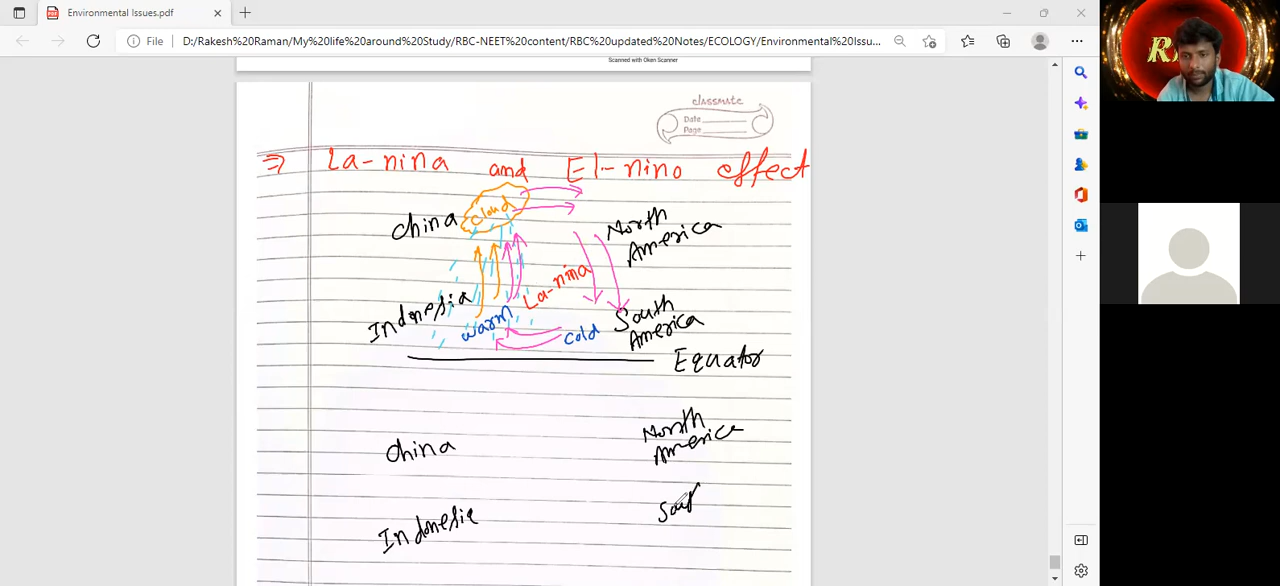 Environmental Issues.pdf
File
D:/Rakesh%20Raman/My%20life%20around%20Study/RBC-NEET%20content/RBC%20updated%20Notes/ECOLOGY/Environmental%20Issu...
Scanned with Oken Scanner
classmate
Date
Page
⇒ La-nina and El-nino effect
China
Cloud
North
America
Indonesia
La-nina
warm
cold
South
America
Equator
China
North
America
Indonesia